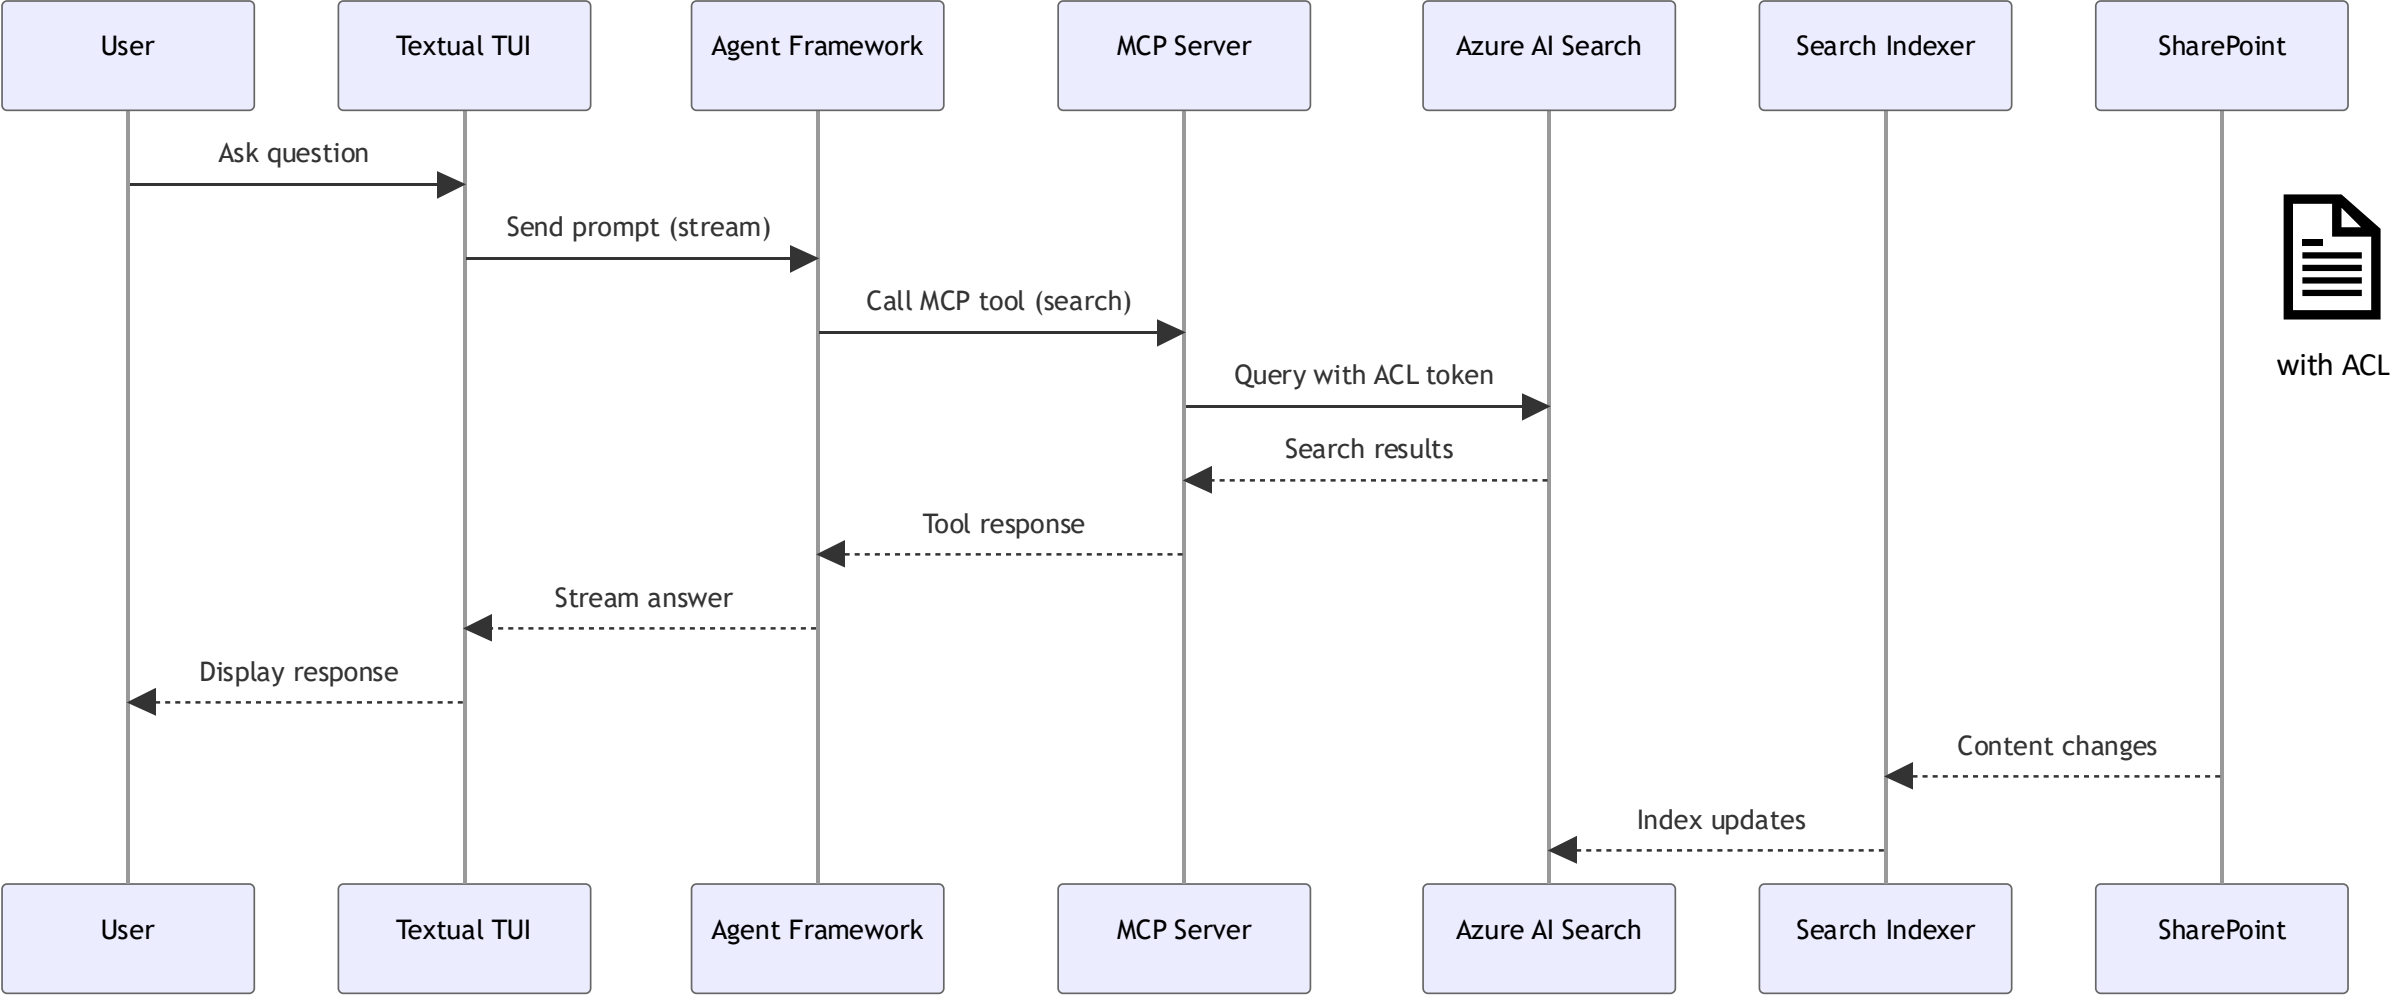 User
Textual TUI
Agent Framework
MCP Server
Azure AI Search
Search Indexer
SharePoint
Ask question
Send prompt (stream)
Call MCP tool (search)
with ACL
Query with ACL token
Search results
Tool response
Stream answer
Display response
Content changes
Index updates
User
Textual TUI
Agent Framework
MCP Server
Azure AI Search
Search Indexer
SharePoint